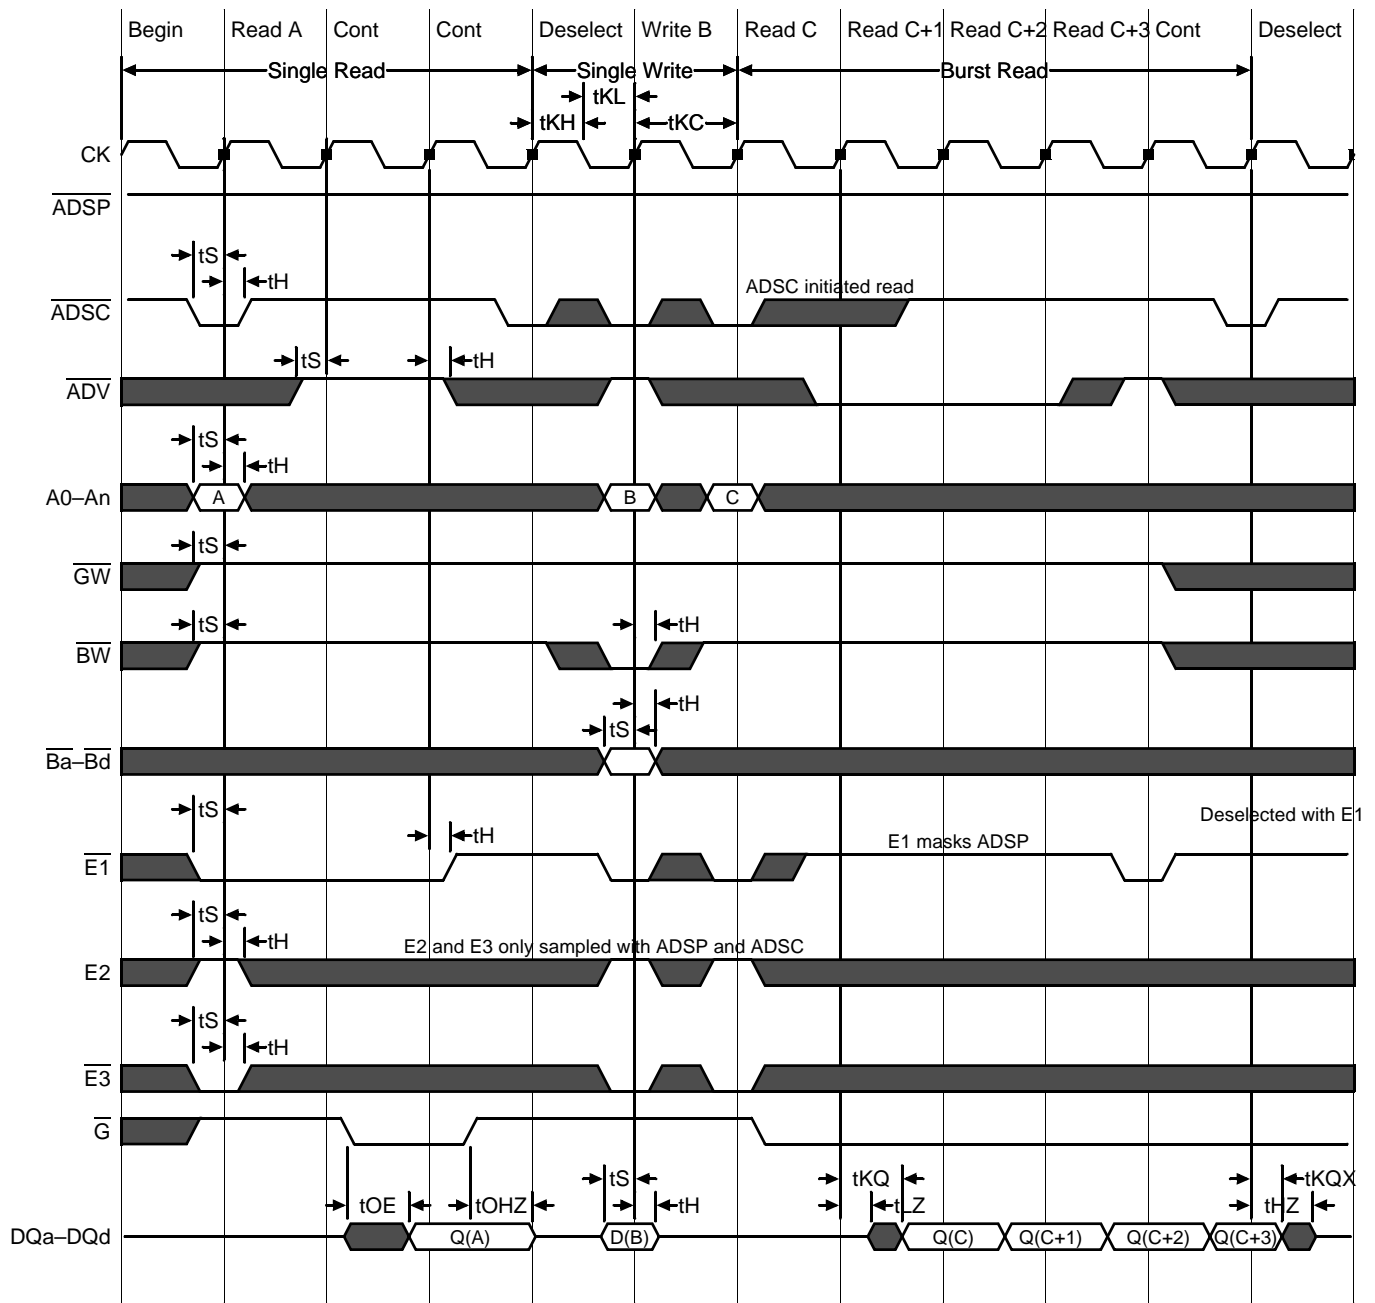 Begin Read A Cont Cont Deselect Write B Read C Read C+1 Read C+2 Read C+3 Cont Deselect
Single Read Single Write Burst Read
tKL
tKH tKC
CK
ADSP
tS
tH
ADSC initiated read
ADSC
tS tH
ADV
tS
tH
A0–An A B C
tS
GW
tS tH
BW
tH
tS
Ba–Bd
tS Deselected with E1
tH E1 masks ADSP
E1
tS
tH E2 and E3 only sampled with ADSP and ADSC
E2
tS
tH
E3
G
tS tKQ tKQX
tOE tOHZ tH tLZ tHZ
DQa–DQd Q(A) D(B) Q(C) Q(C+1) Q(C+2) Q(C+3)